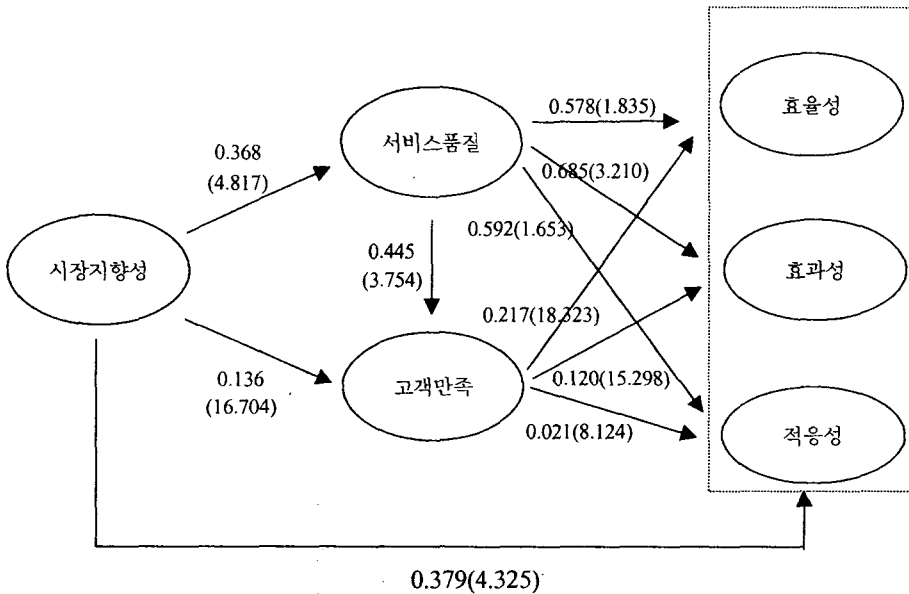 효율성
0.578(1.835)
서비스품질
0.368
(4.817)
0.685(3.210)
0.592(1.653)
0.445
(3.754)
시장지향성
효과성
0.217(18.323)
0.136
(16.704)
고객만족
0.120(15.298)
0.021(8.124)
적응성
0.379(4.325)